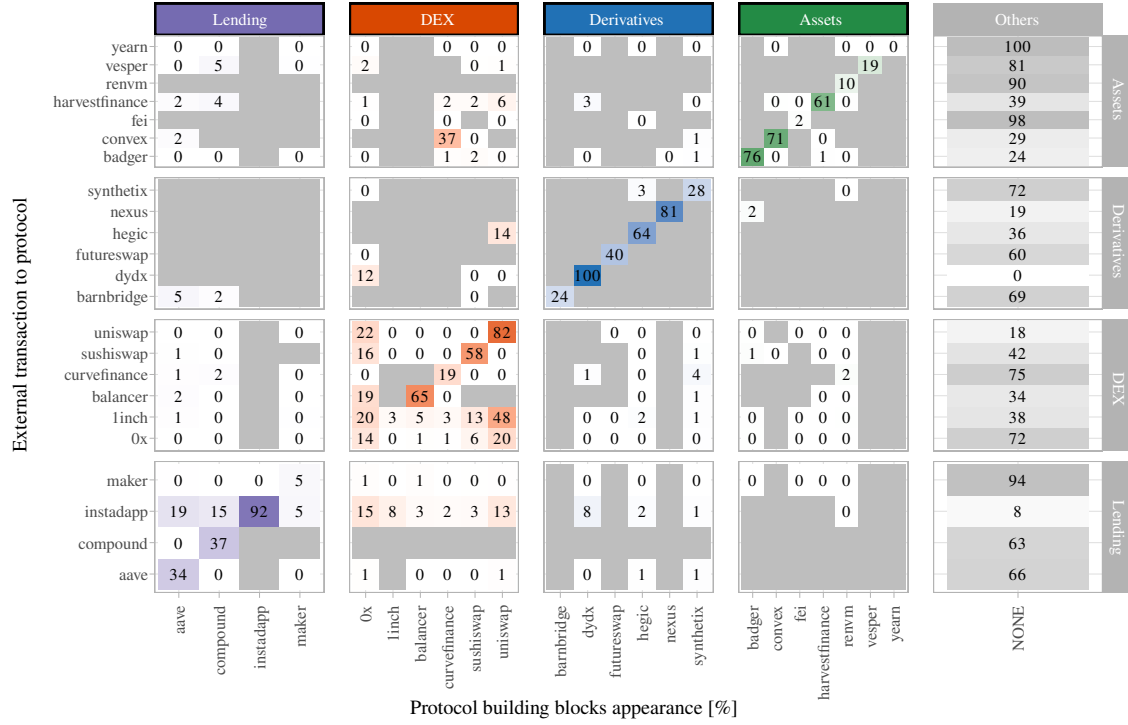 Lending DEX Derivatives Assets Others
yearn 0 0 0 0 0 0 0 0 0 0 0 0 0 100
vesper 0 5 0 2 0 1 19 81
renvm 10 90
harvestfinance 2 4 1 2 2 6 3 0 0 0 61 0 39
fei 0 0 0 2 98
convex 2 37 1 71 0 29
badger 0 0 0 0 1 2 0 0 1 76 1 0 24
Assets
synthetix 0 3 28 0 72
nexus 81 2 19
hegic 14 64 36
futureswap 0 40 60
dydx 12 100 0 0 0
barnbridge 5 2 0 24 69
Derivatives
uniswap 0 0 0 22 0 0 0 0 82 0 0 0 0 0 0 0 18
sushiswap 1 0 16 0 0 0 58 0 0 1 1 0 0 0 42
curvefinance 1 2 0 0 19 0 0 1 0 4 2 75
balancer 2 0 0 19 65 0 0 1 0 0 34
1inch 1 0 0 20 3 5 3 13 48 0 0 2 1 0 0 0 38
0x 0 0 0 14 0 1 1 6 20 0 0 0 0 0 0 0 0 72
DEX
maker 0 0 0 5 1 0 1 0 0 0 0 0 0 0 0 0 0 94
instadapp 19 15 92 5 15 8 3 2 3 13 8 2 1 0 8
compound 0 37 63
aave 34 0 0 1 0 0 0 1 0 1 1 66
Lending
External transaction to protocol
aave compound instadapp maker 0x 1inch balancer curvefinance sushiswap uniswap barnbridge dydx futureswap hegic nexus synthetix badger convex fei harvestfinance renvm vesper yearn NONE
Protocol building blocks appearance [%]